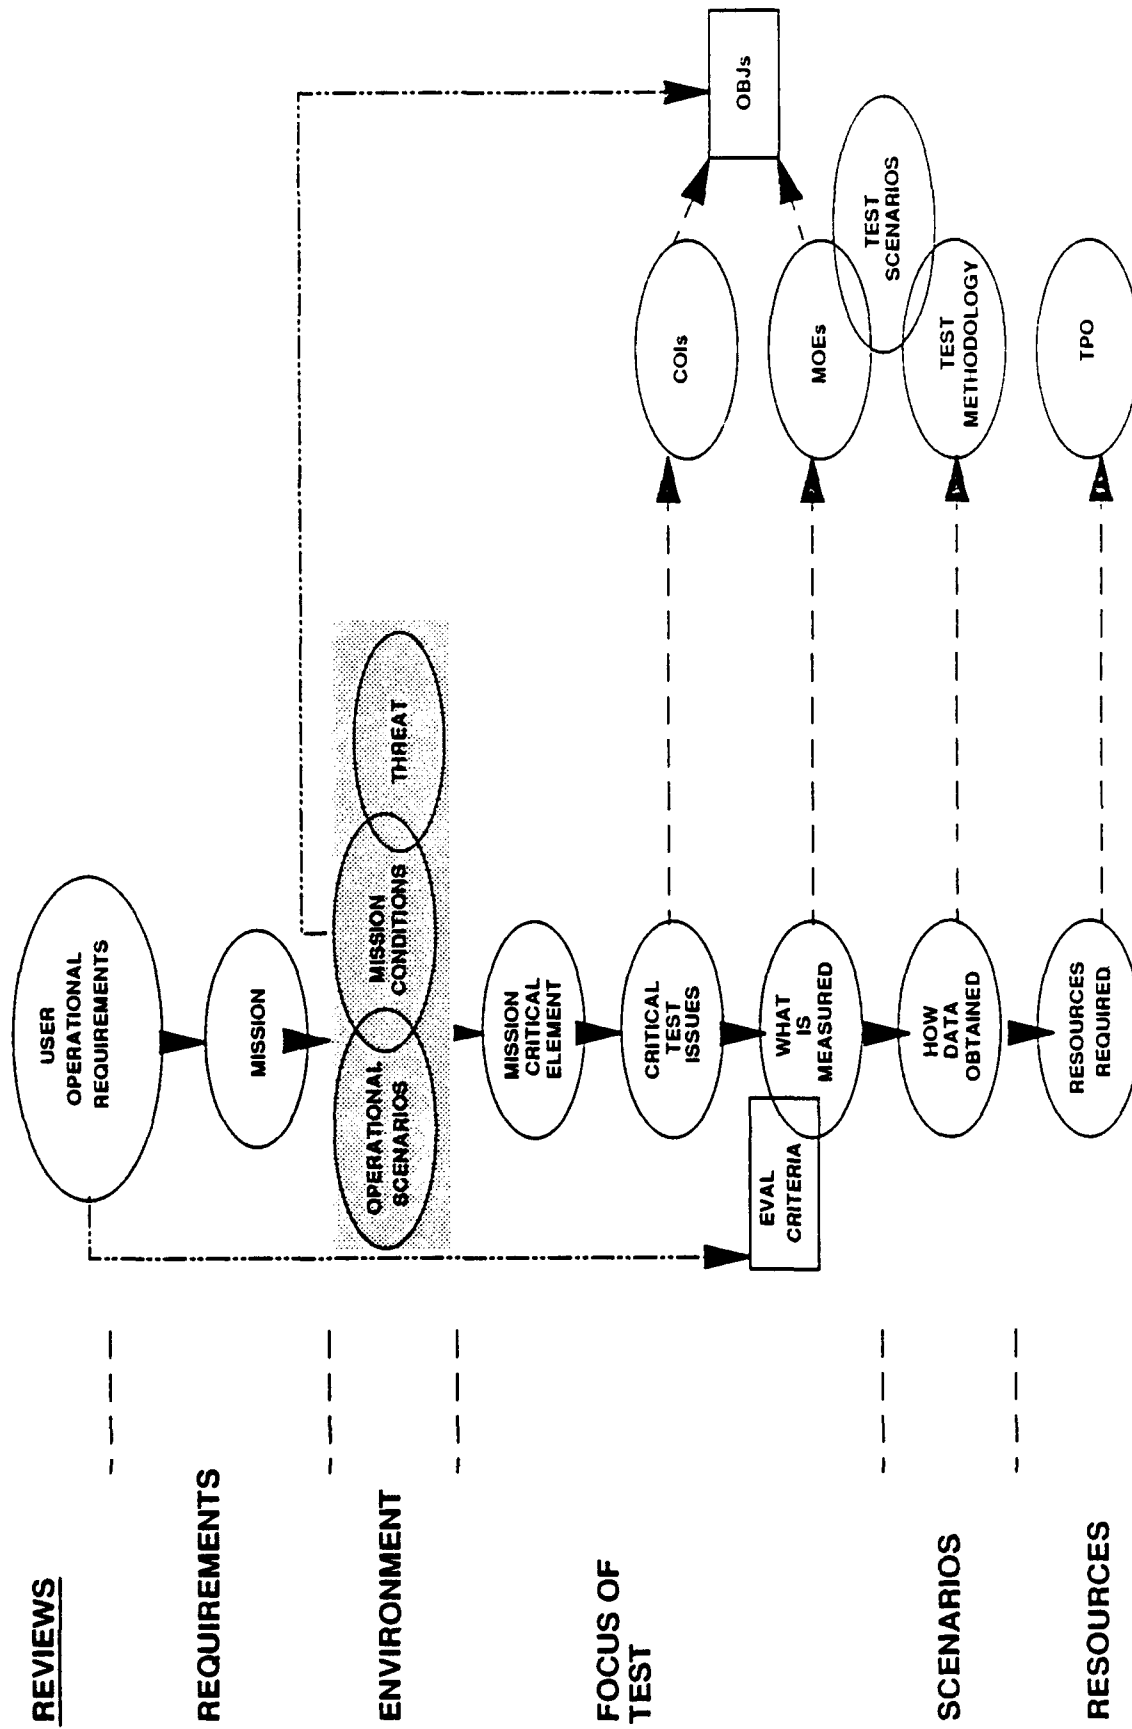 REVIEWS
REQUIREMENTS
ENVIRONMENT
FOCUS OF
TEST
SCENARIOS
RESOURCES
USER
OPERATIONAL
REQUIREMENTS
MISSION
OPERATIONAL
SCENARIOS
MISSION
CONDITIONS
THREAT
MISSION
CRITICAL
ELEMENT
CRITICAL
TEST
ISSUES
EVAL
CRITERIA
WHAT
IS
MEASURED
HOW
DATA
OBTAINED
RESOURCES
REQUIRED
COIs
MOEs
TEST
SCENARIOS
TEST
METHODOLOGY
TPO
OBJs